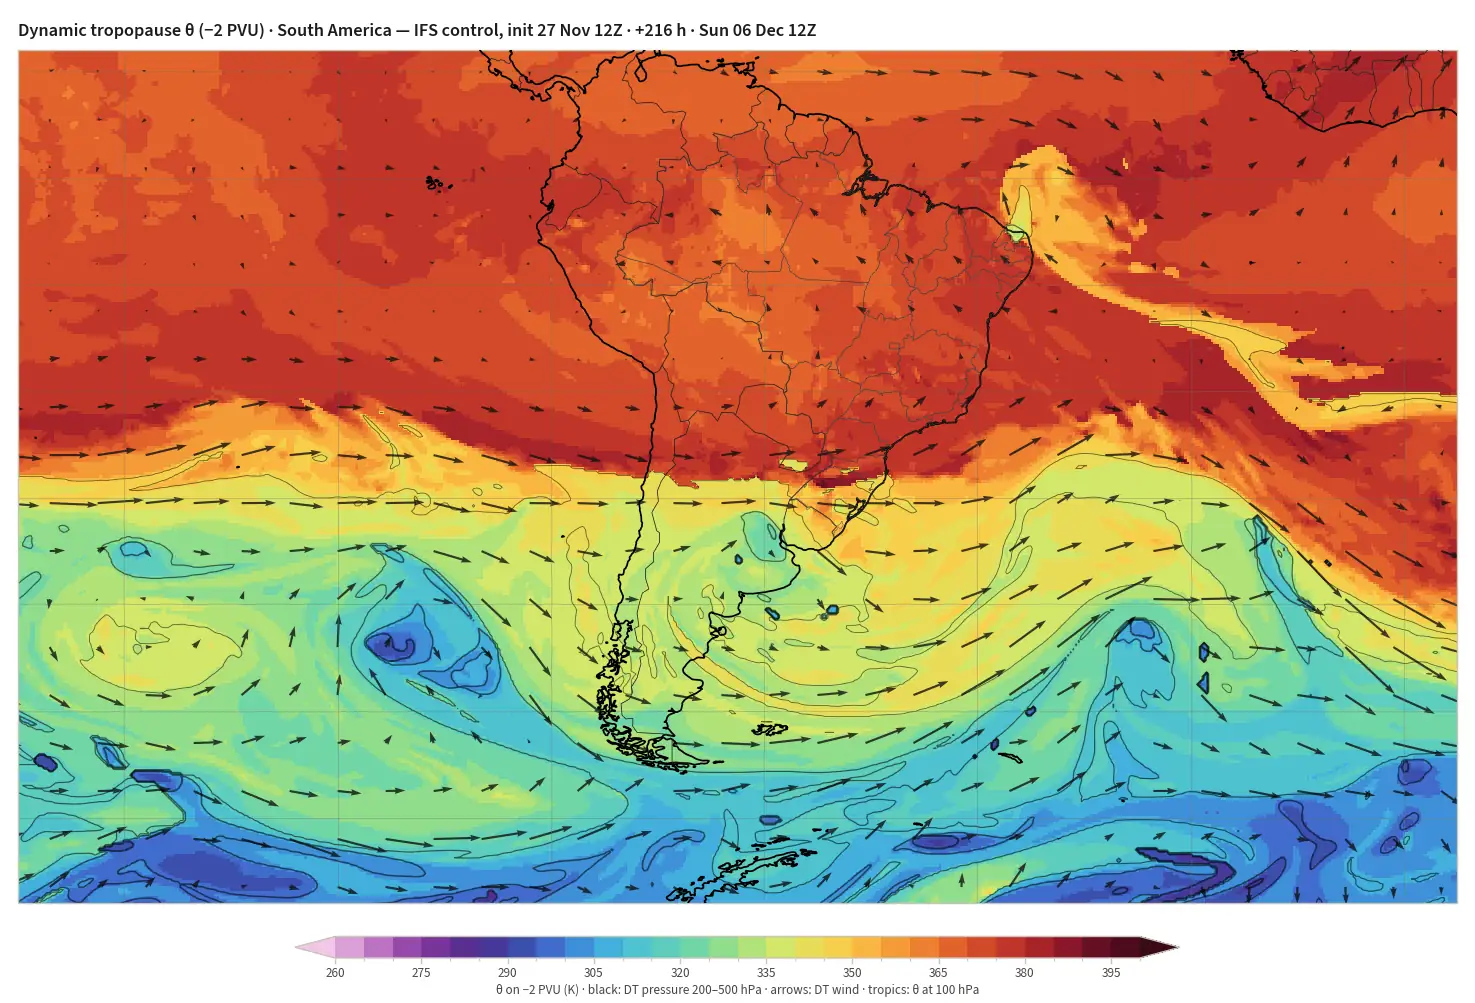 Dynamic tropopause θ (−2 PVU) · South America — IFS control, init 27 Nov 12Z · +216 h · Sun 06 Dec 12Z
260 275 290 305 320 335 350 365 380 395
θ on −2 PVU (K) · black: DT pressure 200–500 hPa · arrows: DT wind · tropics: θ at 100 hPa